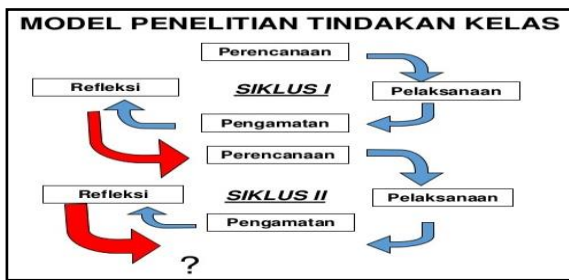 MODEL PENELITIAN TINDAKAN KELAS
Perencanaan
Refleksi
SIKLUS I
Pelaksanaan
Pengamatan
Perencanaan
Refleksi
SIKLUS II
Pelaksanaan
Pengamatan
?